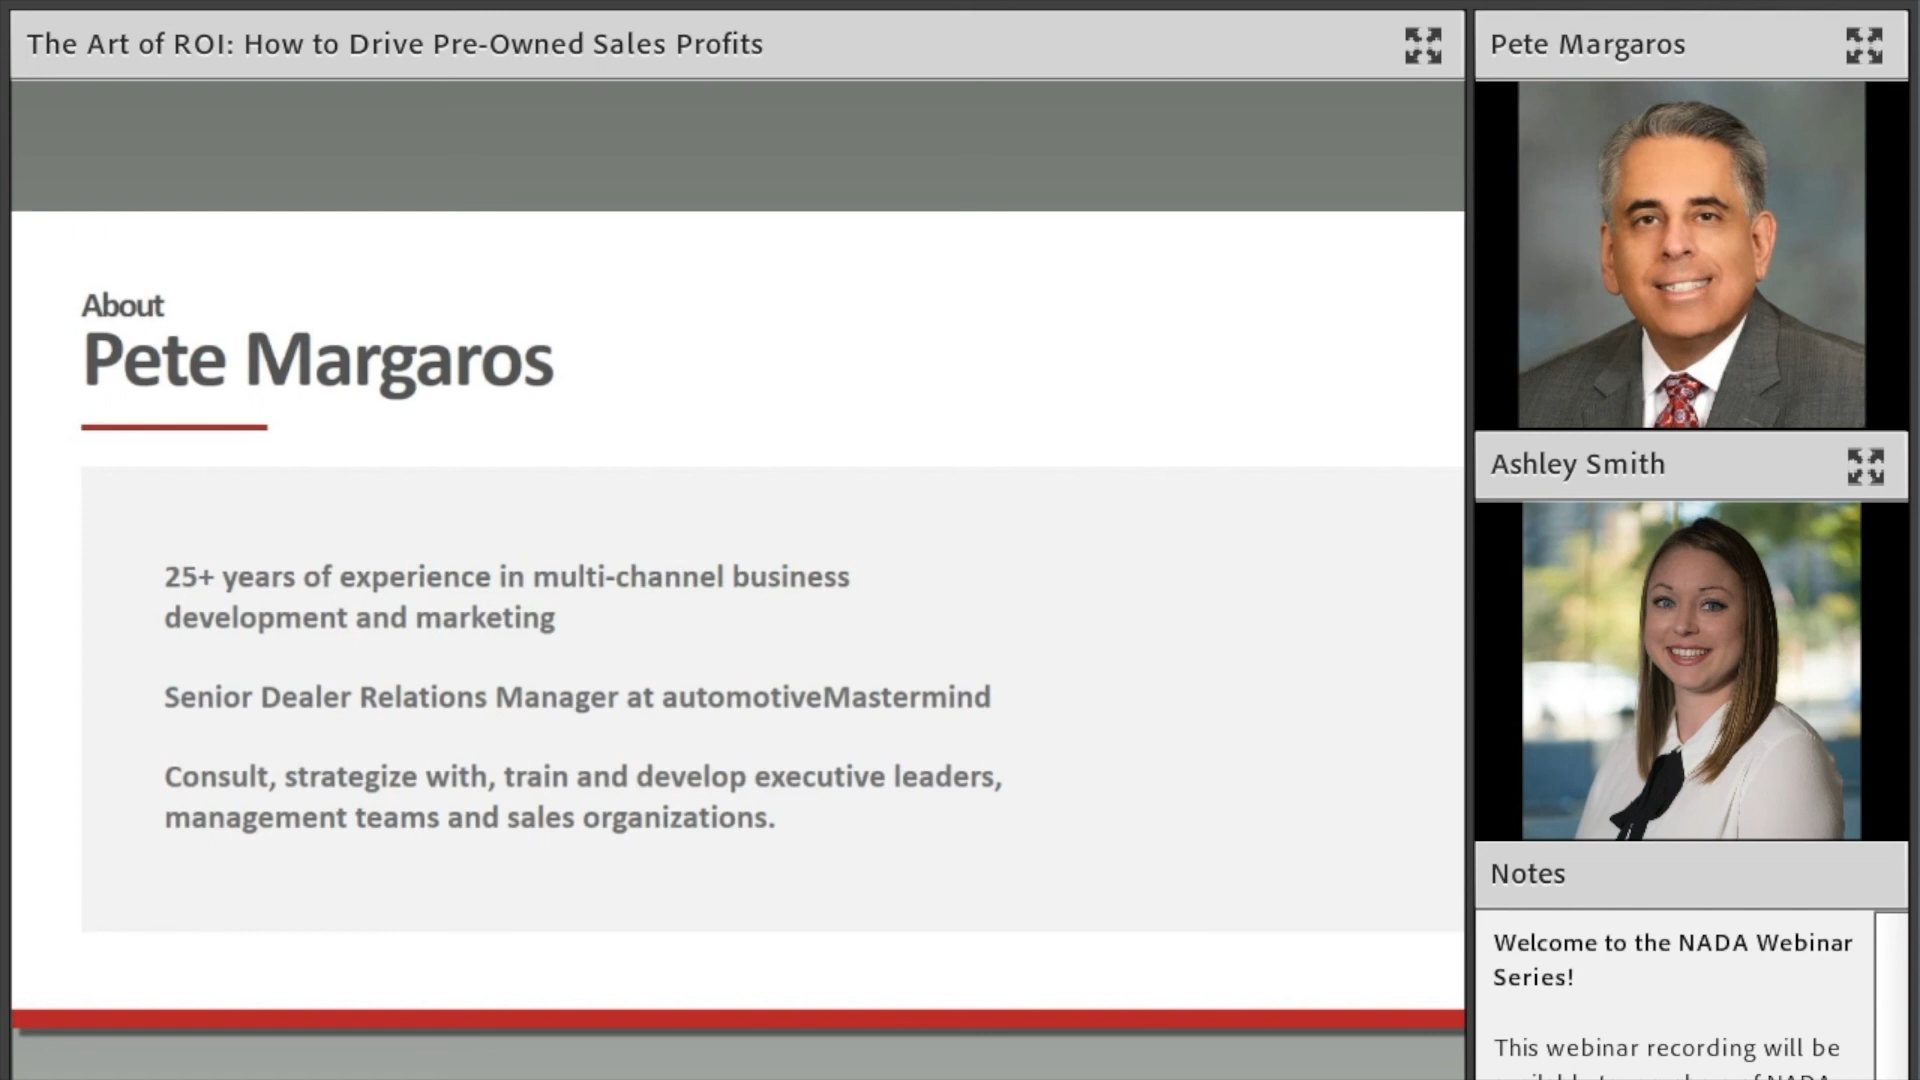 The Art of ROI: How to Drive Pre-Owned Sales Profits
About
Pete Margaros
25+ years of experience in multi-channel business
development and marketing
Senior Dealer Relations Manager at automotiveMastermind
Consult, strategize with, train and develop executive leaders,
management teams and sales organizations.
Pete Margaros
Ashley Smith
Notes
Welcome to the NADA Webinar
Series!
This webinar recording will be